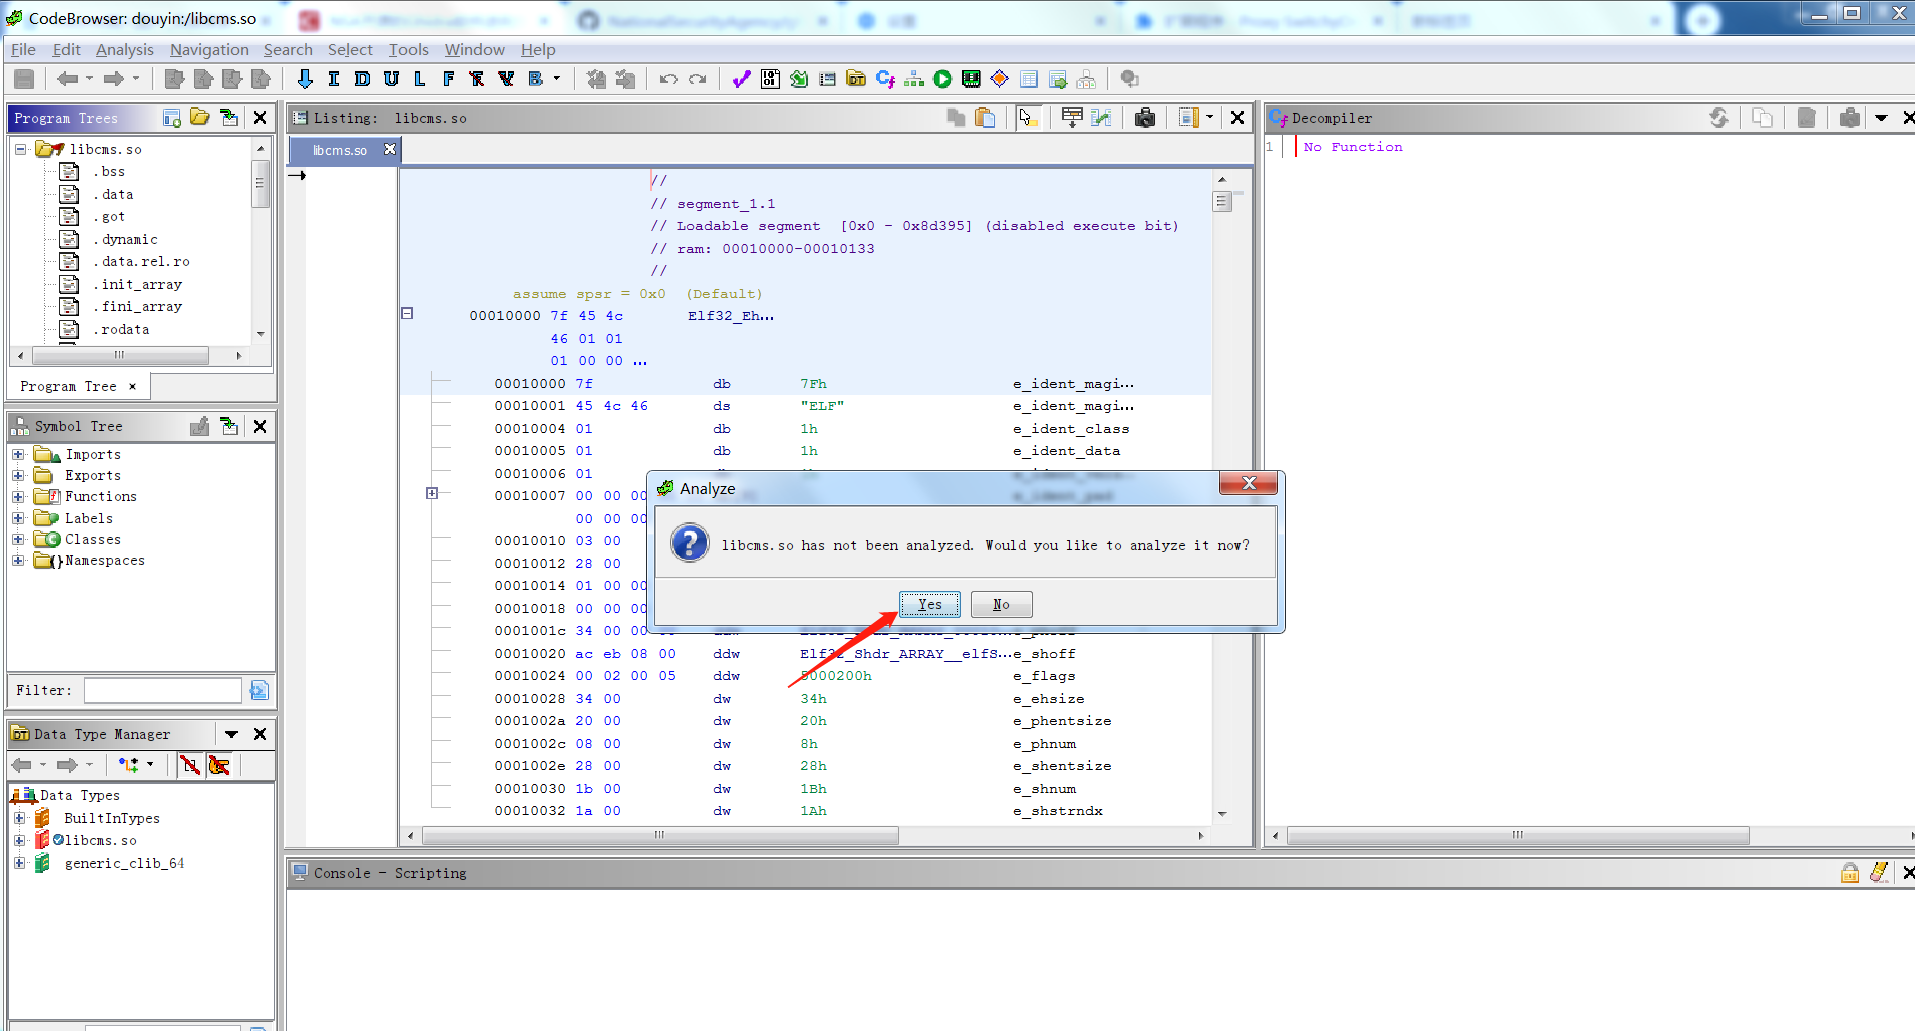 CodeBrowser: douyin:/libcms.so
File Edit Analysis Navigation Search Select Tools Window Help
I D U L F B
Program Trees
libcms.so
.bss
.data
.got
.dynamic
.data.rel.ro
.init_array
.fini_array
.rodata
Program Tree ×
Symbol Tree
Imports
Exports
Functions
Labels
Classes
Namespaces
Filter:
Data Type Manager
Data Types
BuiltInTypes
libcms.so
generic_clib_64
Listing: libcms.so
libcms.so
//
// segment_1.1
// Loadable segment [0x0 - 0x8d395] (disabled execute bit)
// ram: 00010000-00010133
//
assume spsr = 0x0 (Default)
00010000 7f 45 4c Elf32_Eh...
46 01 01
01 00 00 ...
00010000 7f db 7Fh e_ident_magi...
00010001 45 4c 46 ds "ELF" e_ident_magi...
00010004 01 db 1h e_ident_class
00010005 01 db 1h e_ident_data
00010006 01
00010007 00 00 00 e_ident_pad
00 00 00
00010010 03 00
00010012 28 00
00010014 01 00 00
00010018 00 00 00
0001001c 34 00 00
00010020 ac eb 08 00 ddw Elf32_Shdr_ARRAY__elfS...e_shoff
00010024 00 02 00 05 ddw 5000200h e_flags
00010028 34 00 dw 34h e_ehsize
0001002a 20 00 dw 20h e_phentsize
0001002c 08 00 dw 8h e_phnum
0001002e 28 00 dw 28h e_shentsize
00010030 1b 00 dw 1Bh e_shnum
00010032 1a 00 dw 1Ah e_shstrndx
Analyze
libcms.so has not been analyzed. Would you like to analyze it now?
Yes No
Decompiler
1 No Function
Console - Scripting